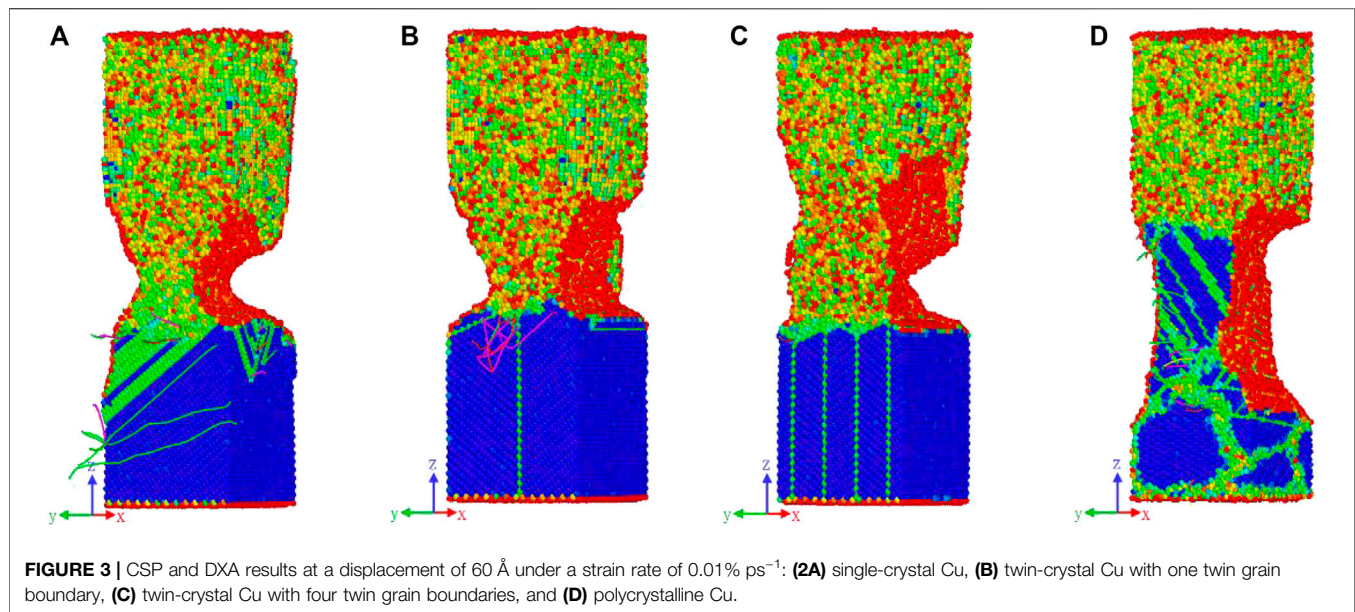 A B C D
z z z z
y x y x y x y x
FIGURE 3 | CSP and DXA results at a displacement of 60 Å under a strain rate of 0.01% ps⁻¹: (2A) single-crystal Cu, (B) twin-crystal Cu with one twin grain
boundary, (C) twin-crystal Cu with four twin grain boundaries, and (D) polycrystalline Cu.